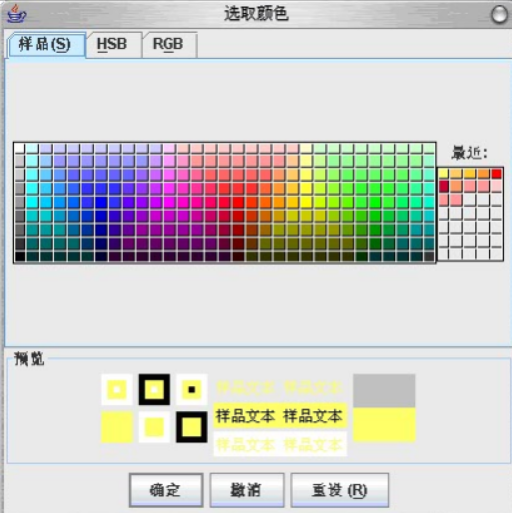 选取颜色
样品(S) HSB RGB
最近:
预览
样品文本 样品文本
样品文本 样品文本
样品文本 样品文本
确定 撤消 重设 (R)